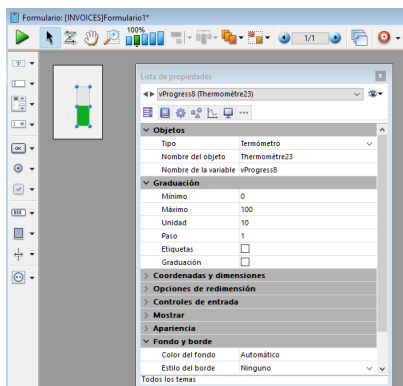 Formulario: [INVOICES]Formulario1*
100%
1/1
Lista de propiedades
vProgress8 (Thermomètre23)
Objetos
Tipo Termómetro
Nombre del objeto Thermomètre23
Nombre de la variable vProgress8
Graduación
Mínimo 0
Máximo 100
Unidad 10
Paso 1
Etiquetas
Graduación
Coordenadas y dimensiones
Opciones de redimensión
Controles de entrada
Mostrar
Apariencia
Fondo y borde
Color del fondo Automático
Estilo del borde Ninguno
Todos los temas